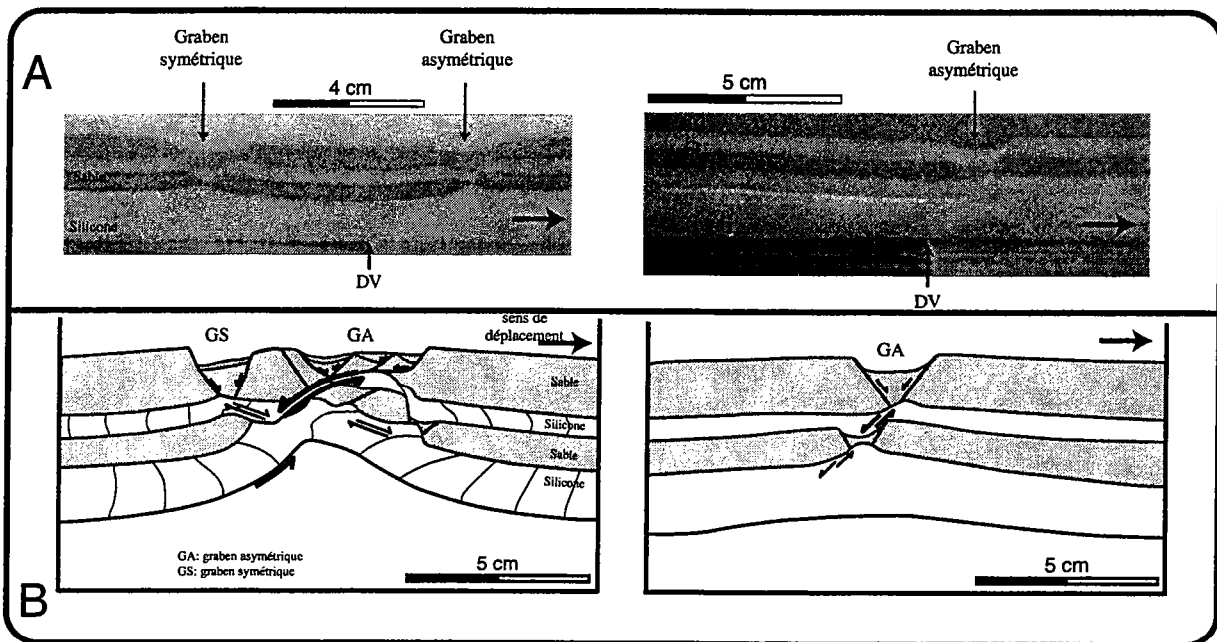 A
Graben
symétrique
Graben
asymétrique
4 cm
Sable
Silicone
DV
Graben
asymétrique
5 cm
DV
B
GS
GA
sens de
déplacement
Sable
Silicone
Sable
Silicone
GA: graben asymétrique
GS: graben symétrique
5 cm
GA
5 cm